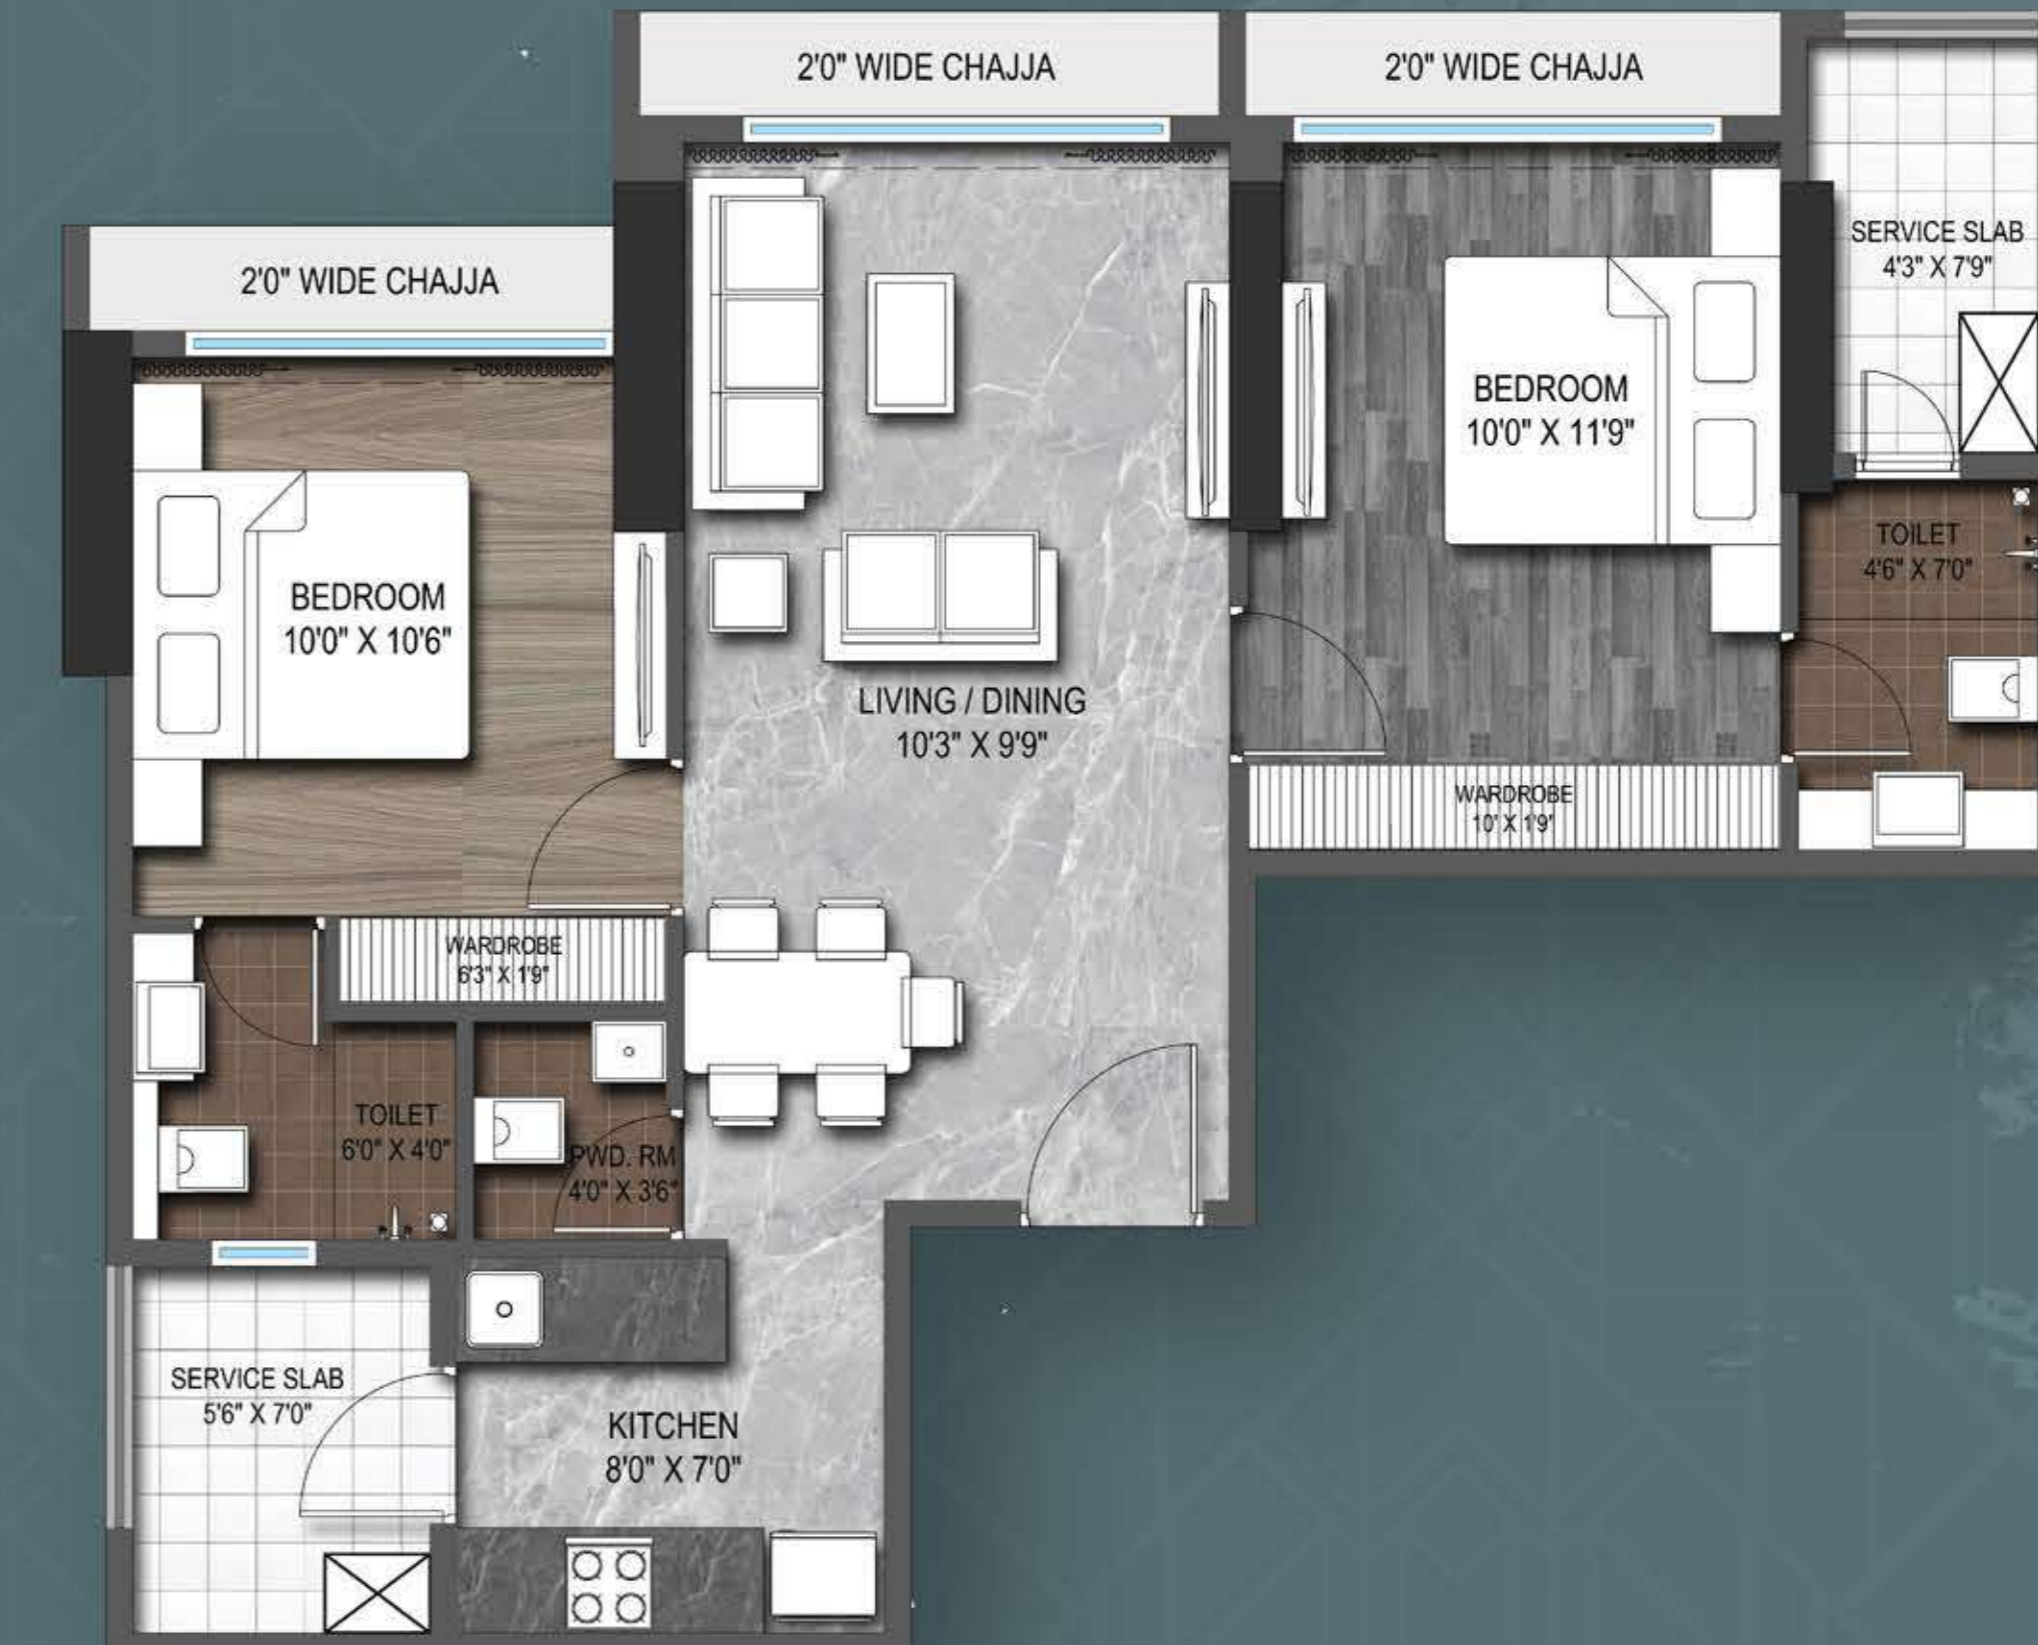 2'0" WIDE CHAJJA
2'0" WIDE CHAJJA
SERVICE SLAB
4'3" X 7'9"
2'0" WIDE CHAJJA
BEDROOM
10'0" X 11'9"
TOILET
4'6" X 7'0"
BEDROOM
10'0" X 10'6"
LIVING / DINING
10'3" X 9'9"
WARDROBE
10' X 1'9"
WARDROBE
6'3" X 1'9"
TOILET
6'0" X 4'0"
PWD. RM
4'0" X 3'6"
SERVICE SLAB
5'6" X 7'0"
KITCHEN
8'0" X 7'0"